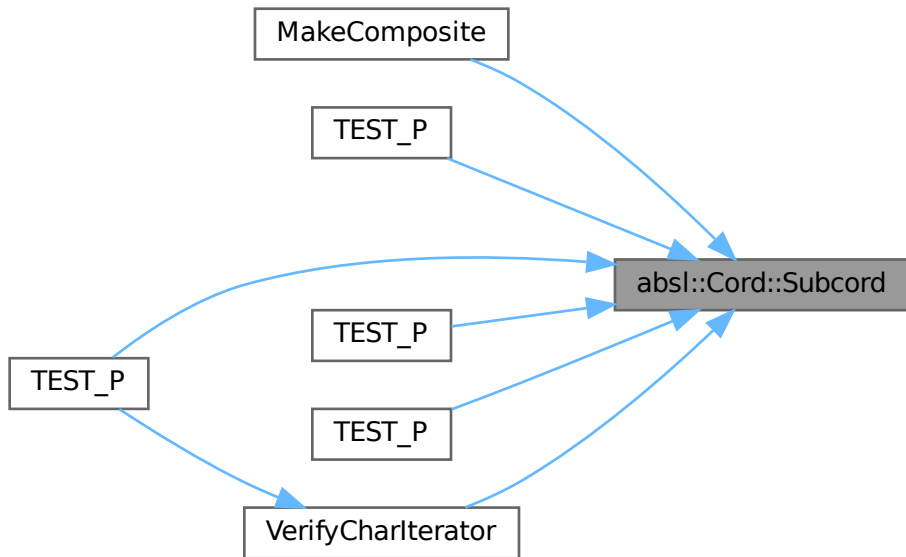 MakeComposite
TEST_P
absl::Cord::Subcord
TEST_P
TEST_P
TEST_P
VerifyCharIterator